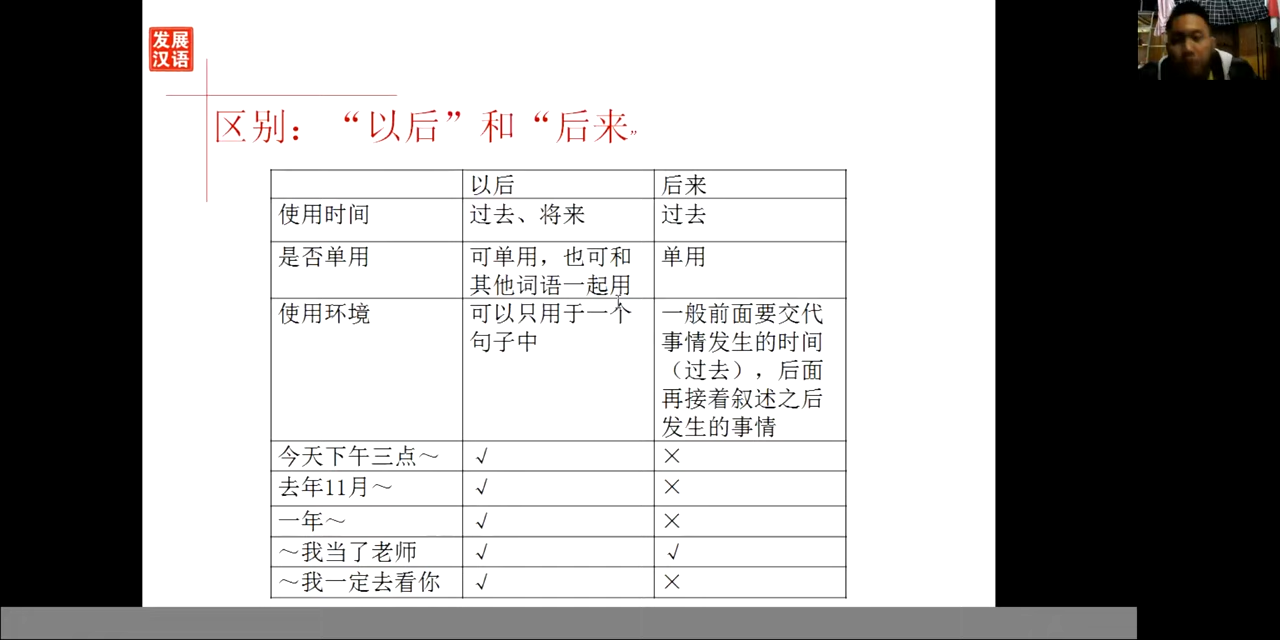 发展
汉语
区别：“以后”和“后来”
以后 后来
使用时间 过去、将来 过去
是否单用 可单用，也可和 单用
其他词语一起用
使用环境 可以只用于一个 一般前面要交代
句子中 事情发生的时间
（过去），后面
再接着叙述之后
发生的事情
今天下午三点～ √ ×
去年11月～ √ ×
一年～ √ ×
～我当了老师 √ √
～我一定去看你 √ ×